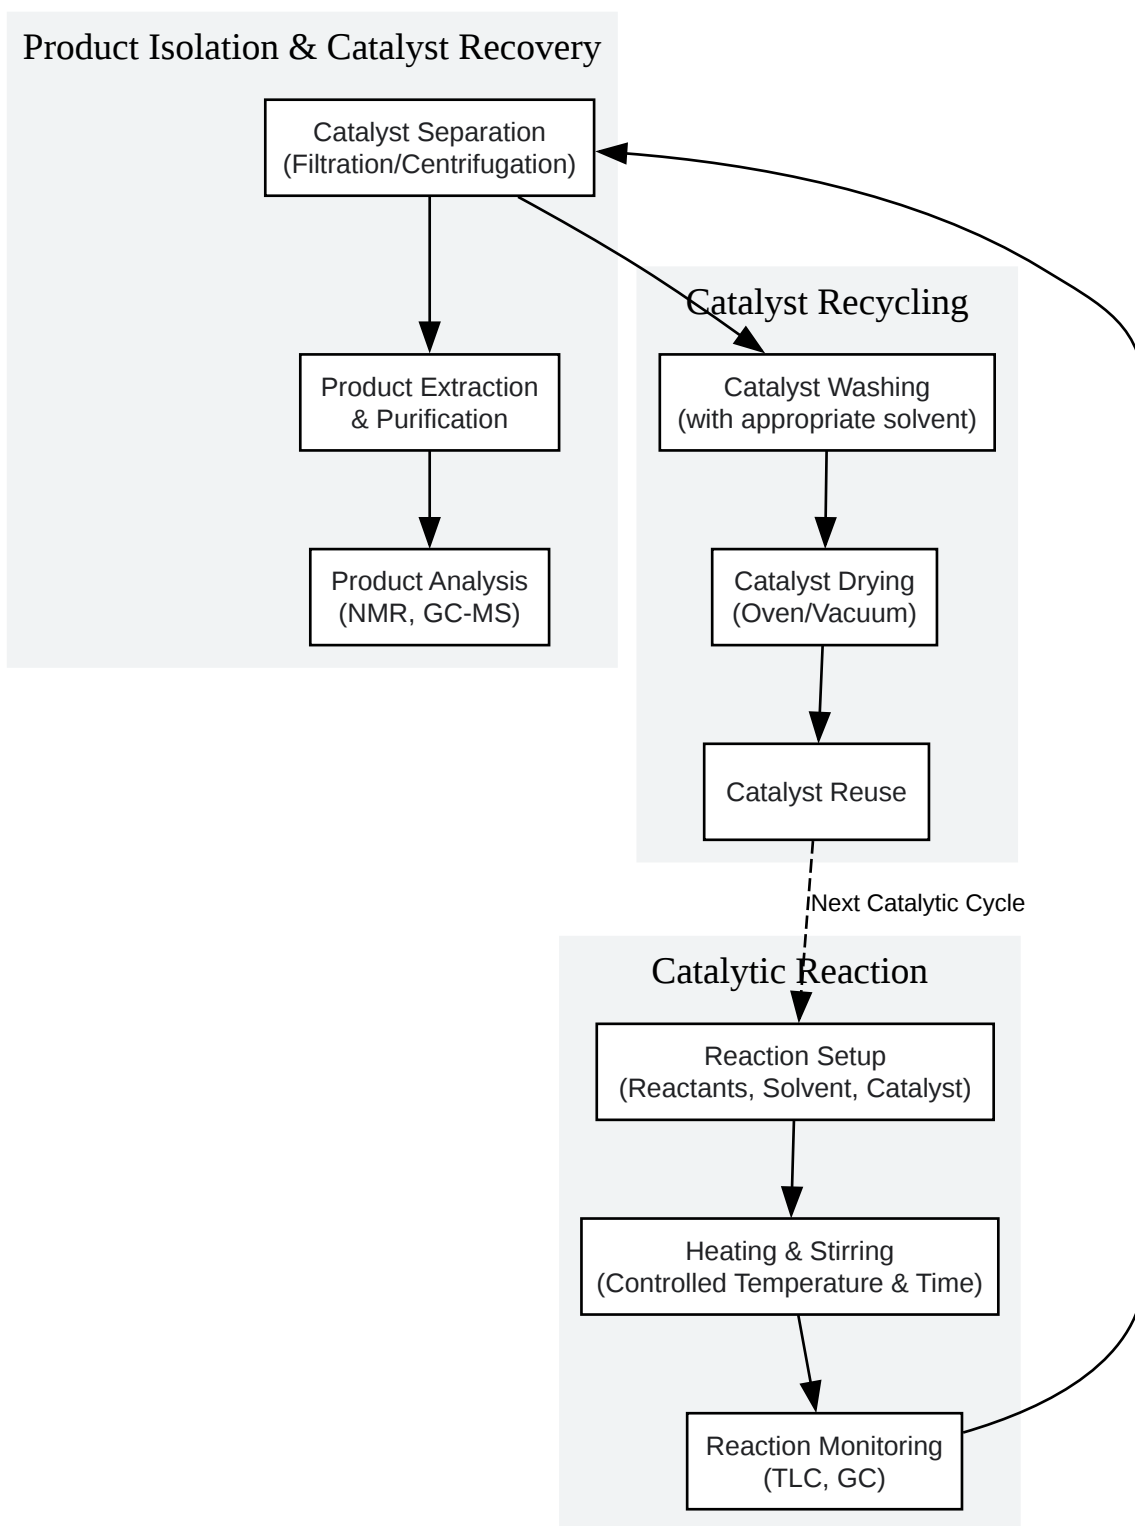 Product Isolation & Catalyst Recovery
Catalyst Separation
(Filtration/Centrifugation)
Product Extraction
& Purification
Product Analysis
(NMR, GC-MS)
Catalyst Recycling
Catalyst Washing
(with appropriate solvent)
Catalyst Drying
(Oven/Vacuum)
Catalyst Reuse
Next Catalytic Cycle
Catalytic Reaction
Reaction Setup
(Reactants, Solvent, Catalyst)
Heating & Stirring
(Controlled Temperature & Time)
Reaction Monitoring
(TLC, GC)